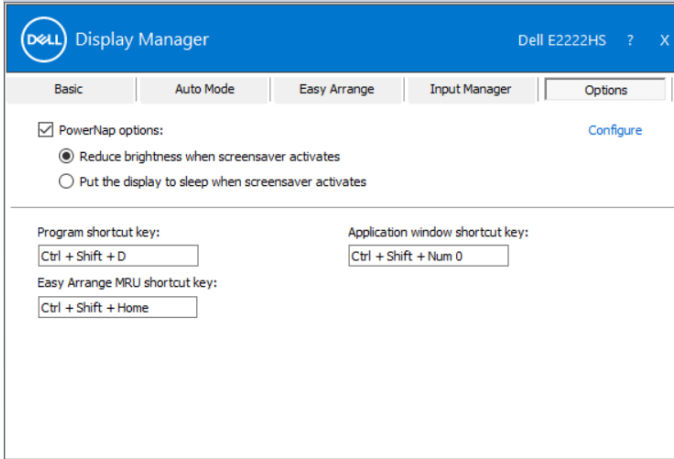 DELL Display Manager Dell E2222HS ? X
Basic Auto Mode Easy Arrange Input Manager Options
PowerNap options: Configure
Reduce brightness when screensaver activates
Put the display to sleep when screensaver activates
Program shortcut key: Application window shortcut key:
Ctrl + Shift + D Ctrl + Shift + Num 0
Easy Arrange MRU shortcut key:
Ctrl + Shift + Home